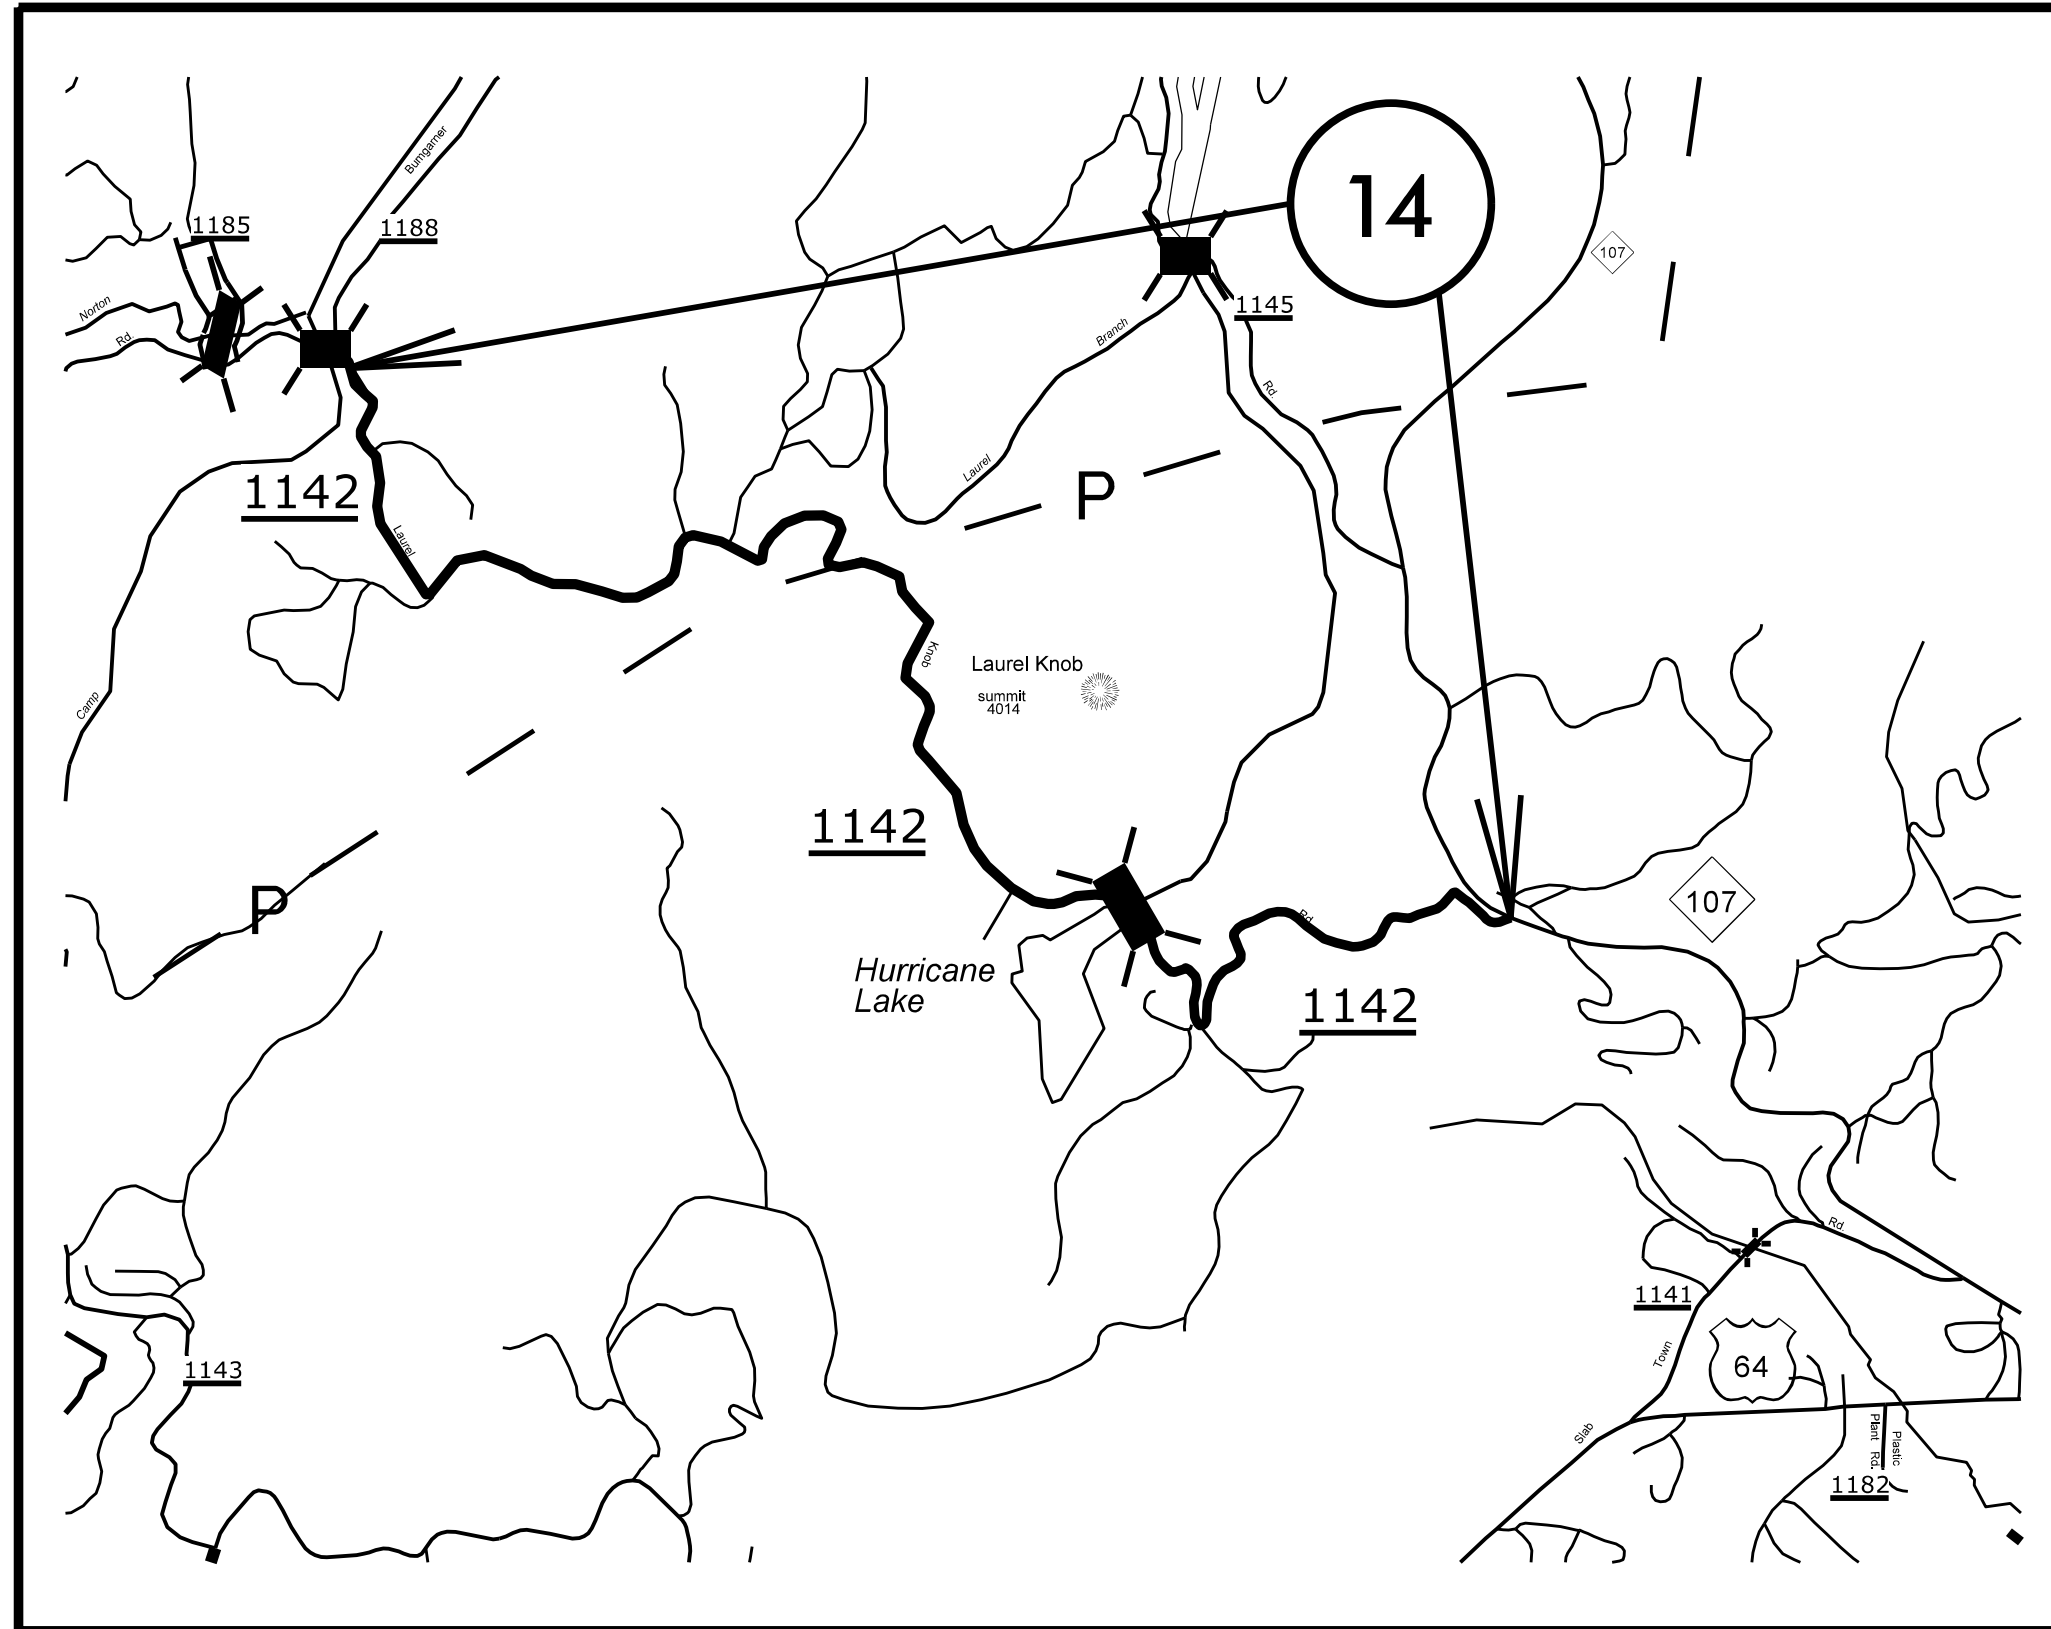 Bumgarner
14
1185
1188
107
Norton
Rd.
1145
Branch
Rd.
Laurel
P
1142
Laurel
Knob
Laurel Knob
summit
4014
Camp
1142
P
107
Rd.
Hurricane
Lake
1142
Rd.
1141
Town
64
1143
Slab
Plant Rd.
Plastic
1182